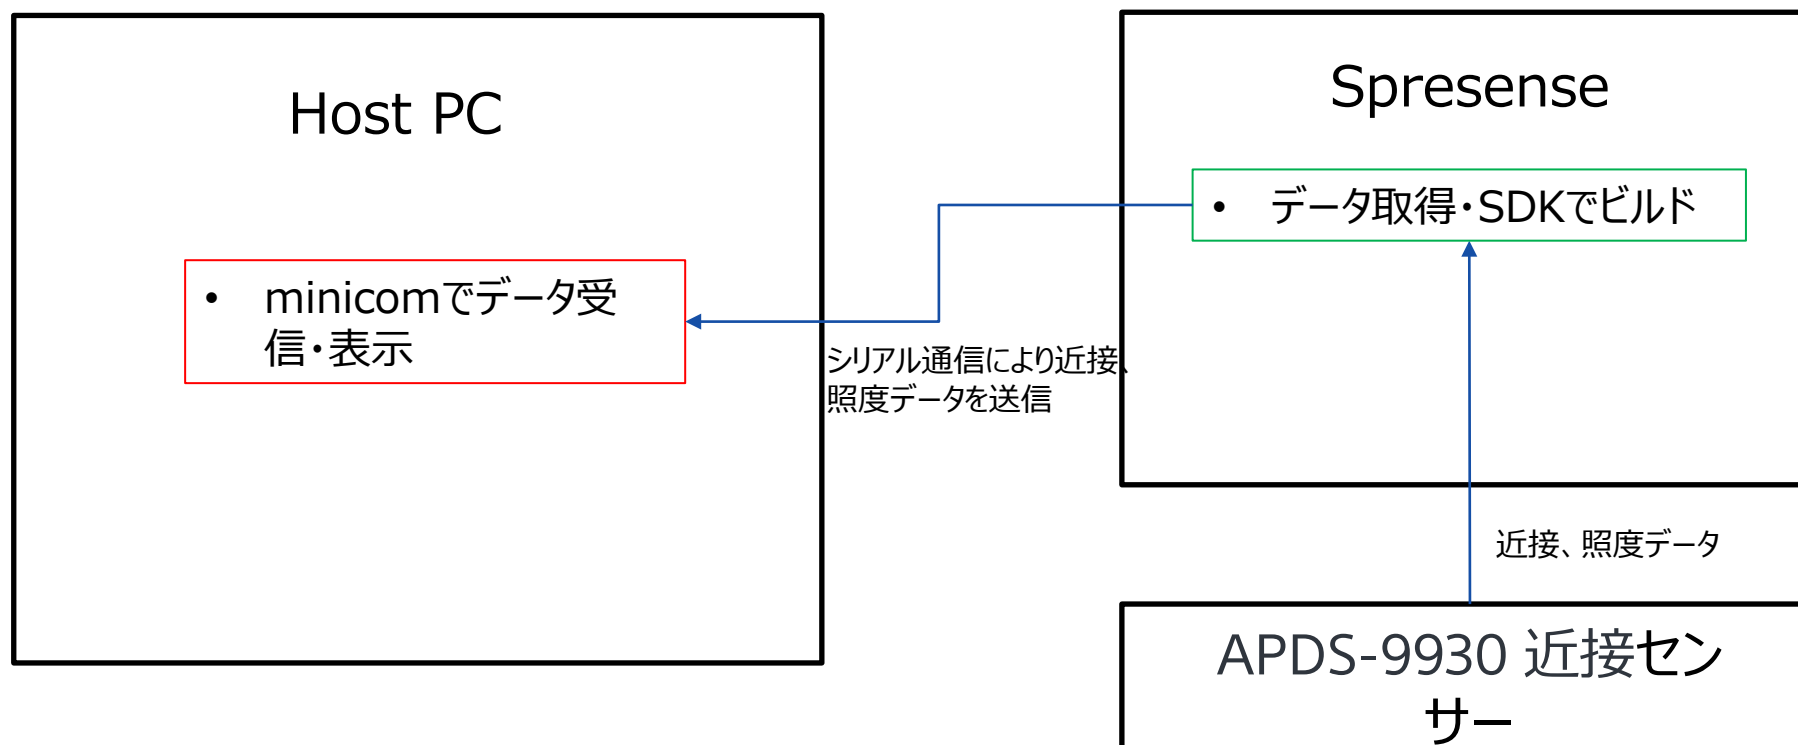 Host PC
• minicomでデータ受
信・表示
シリアル通信により近接、
照度データを送信
Spresense
• データ取得・SDKでビルド
近接、照度データ
APDS-9930 近接セン
サー